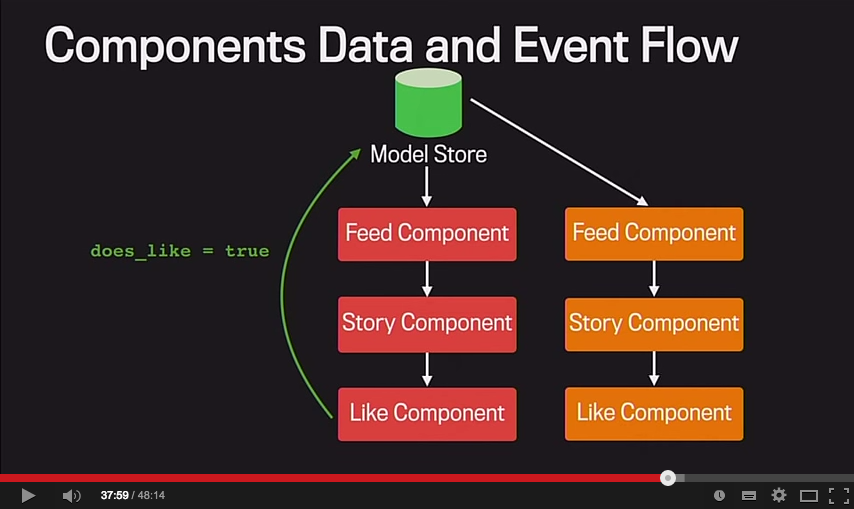 Components Data and Event Flow
Model Store
does_like = true
Feed Component
Feed Component
Story Component
Story Component
Like Component
Like Component
37:59 / 48:14